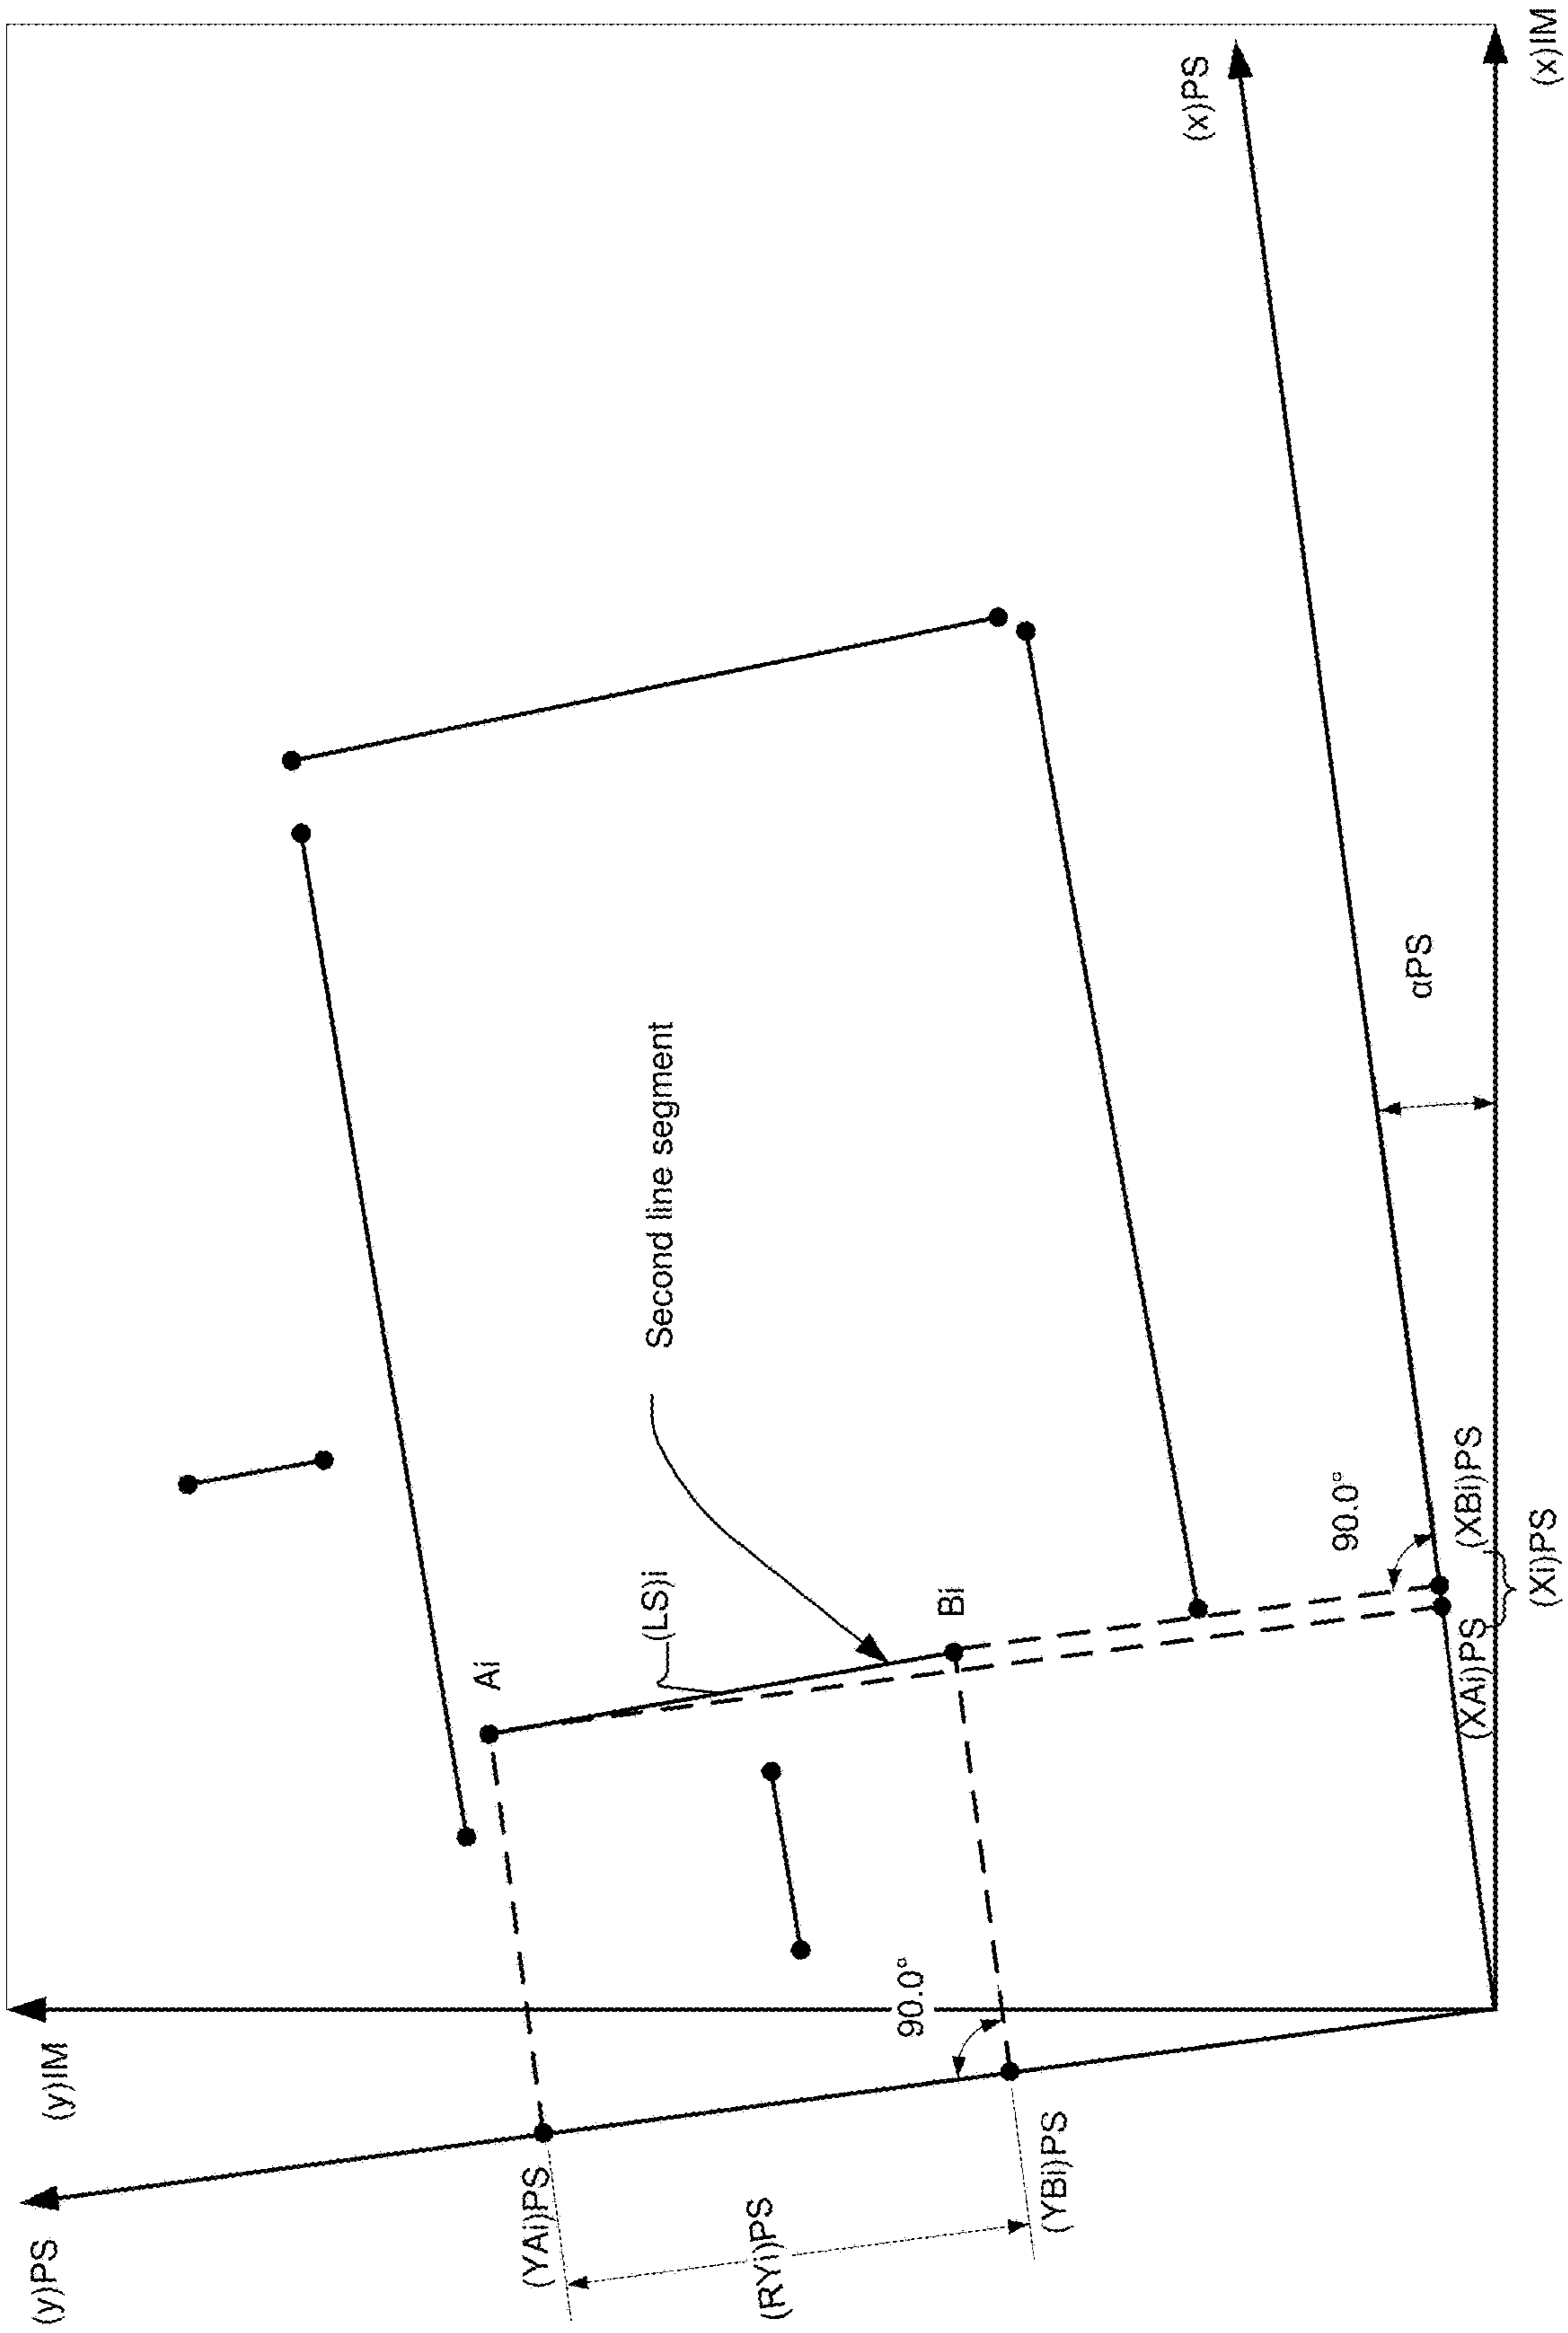 (y)PS
(y)IM
(YAi)PS
(RYi)PS
(YBi)PS
90.0°
Ai
(LS)i
Bi
Second line segment
90.0°
(XAi)PS
(XBi)PS
(Xi)PS
αPS
(x)PS
(x)IM